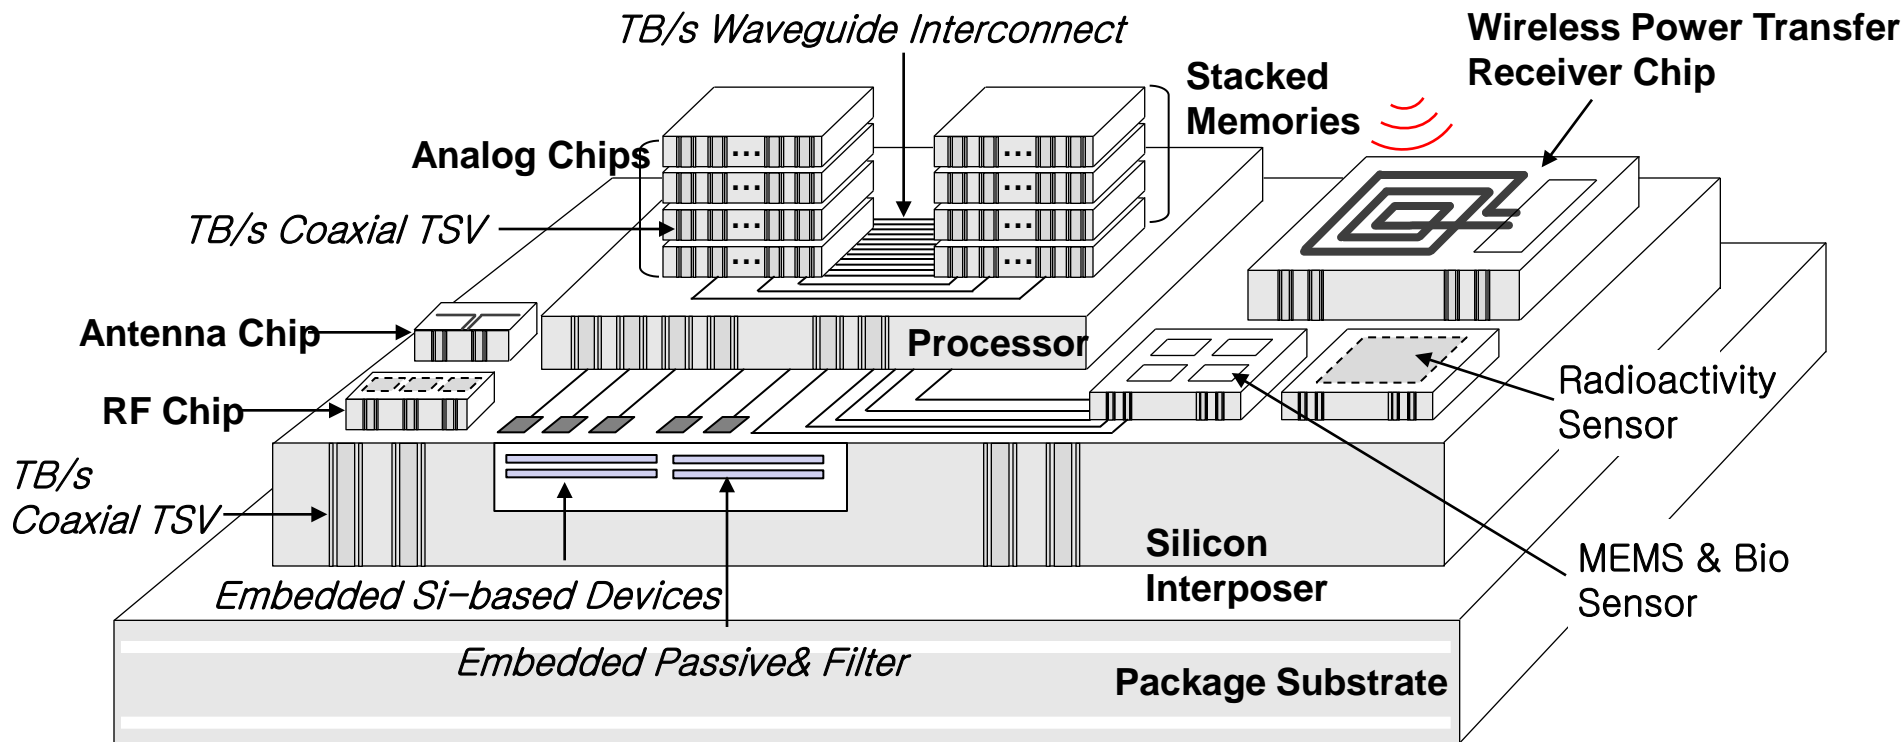 TB/s Waveguide Interconnect
Wireless Power Transfer
Receiver Chip
Stacked
Memories
Analog Chips
TB/s Coaxial TSV
Antenna Chip
Processor
RF Chip
Radioactivity
Sensor
TB/s
Coaxial TSV
Silicon
Interposer
MEMS & Bio
Sensor
Embedded Si-based Devices
Embedded Passive& Filter
Package Substrate